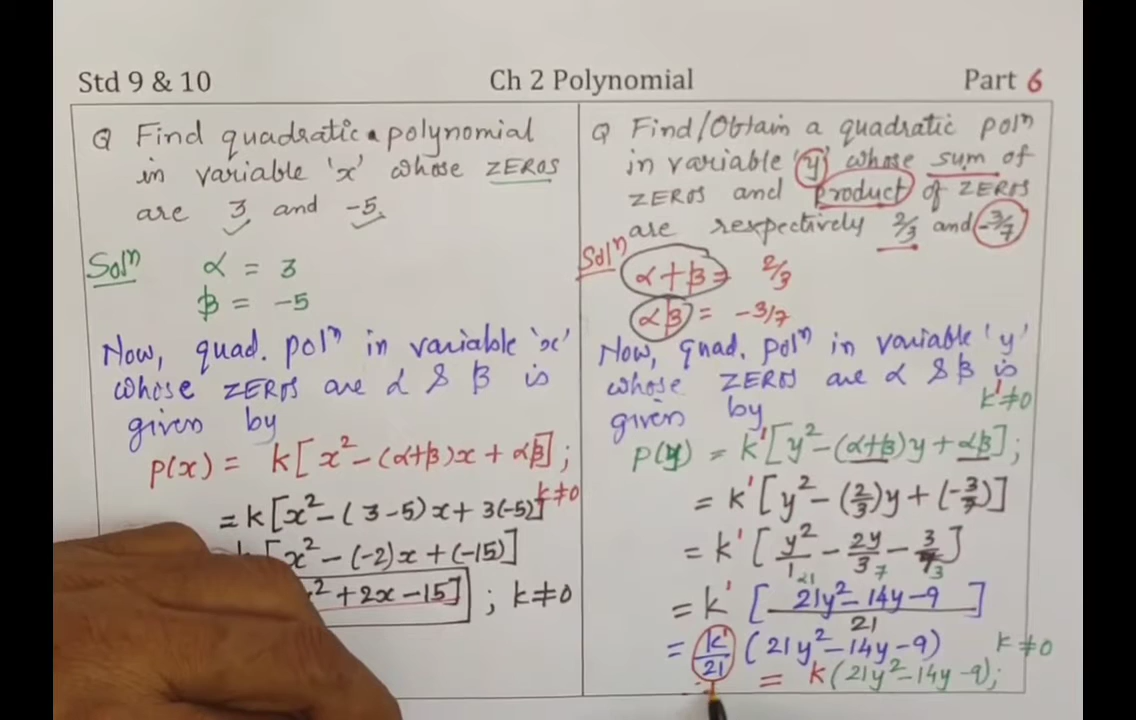 Std 9 & 10
Ch 2 Polynomial
Part 6
Q Find quadratic polynomial
in variable 'x' whose ZEROS
are 3 and -5.
Solⁿ α = 3
β = -5
Now, quad. polⁿ in variable 'x'
whose ZEROS are α & β is
given by
p(x) = k[x² - (α+β)x + αβ];
k≠0
= k[x² - (3-5)x + 3(-5)]
[x² - (-2)x + (-15)]
² + 2x - 15] ; k≠0
Q Find/Obtain a quadratic polⁿ
in variable 'y' whose sum of
ZEROS and product of ZEROS
are respectively 2/3 and -3/7
Solⁿ α+β = 2/3
αβ = -3/7
Now, quad. polⁿ in variable 'y'
whose ZEROS are α & β is
given by k'≠0
p(y) = k'[y² - (α+β)y + αβ];
= k'[y² - (2/3)y + (-3/7)]
= k'[y²/1 - 2y/3 - 3/7]
21 7 3
= k'[21y² - 14y - 9/21]
= k'/21 (21y² - 14y - 9) k≠0
= k(21y² - 14y - 9);